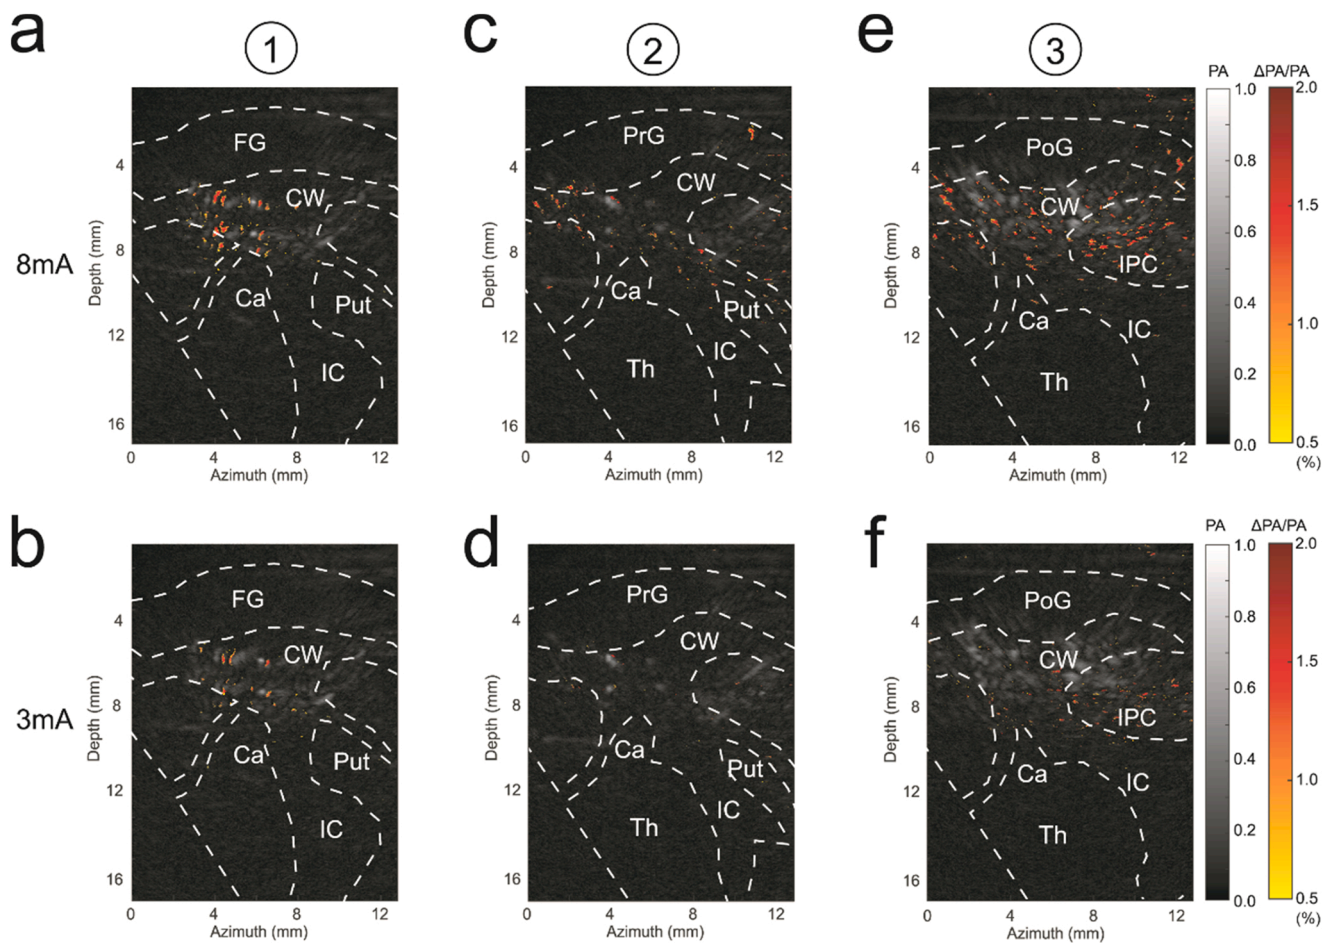 a
1
c
2
e
3
PA
ΔPA/PA
8mA
Depth (mm)
4
8
12
16
FG
CW
Ca
Put
IC
0
4
8
12
Azimuth (mm)
Depth (mm)
4
8
12
16
PrG
CW
Ca
Put
IC
Th
0
4
8
12
Azimuth (mm)
Depth (mm)
4
8
12
16
PoG
CW
IPC
Ca
IC
Th
0
4
8
12
Azimuth (mm)
1.0
0.8
0.6
0.4
0.2
0.0
2.0
1.5
1.0
0.5
(%)
b
d
f
PA
ΔPA/PA
3mA
Depth (mm)
4
8
12
16
FG
CW
Ca
Put
IC
0
4
8
12
Azimuth (mm)
Depth (mm)
4
8
12
16
PrG
CW
Ca
Put
IC
Th
0
4
8
12
Azimuth (mm)
Depth (mm)
4
8
12
16
PoG
CW
IPC
Ca
IC
Th
0
4
8
12
Azimuth (mm)
1.0
0.8
0.6
0.4
0.2
0.0
2.0
1.5
1.0
0.5
(%)